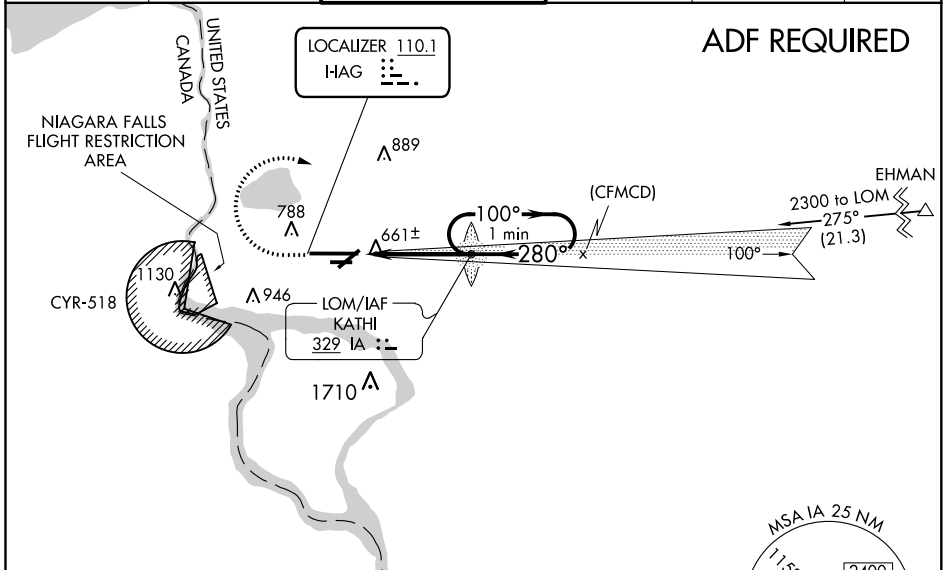 ADF REQUIRED
UNITED STATES
CANADA
LOCALIZER 110.1
I-IAG
NIAGARA FALLS
FLIGHT RESTRICTION
AREA
889
EHMAN
2300 to LOM
275°
(21.3)
(CFMCD)
100°
1 min
788
661±
280°
x
100°
1130
CYR-518
946
LOM/IAF
KATHI
329 IA
1710
MSA IA 25 NM